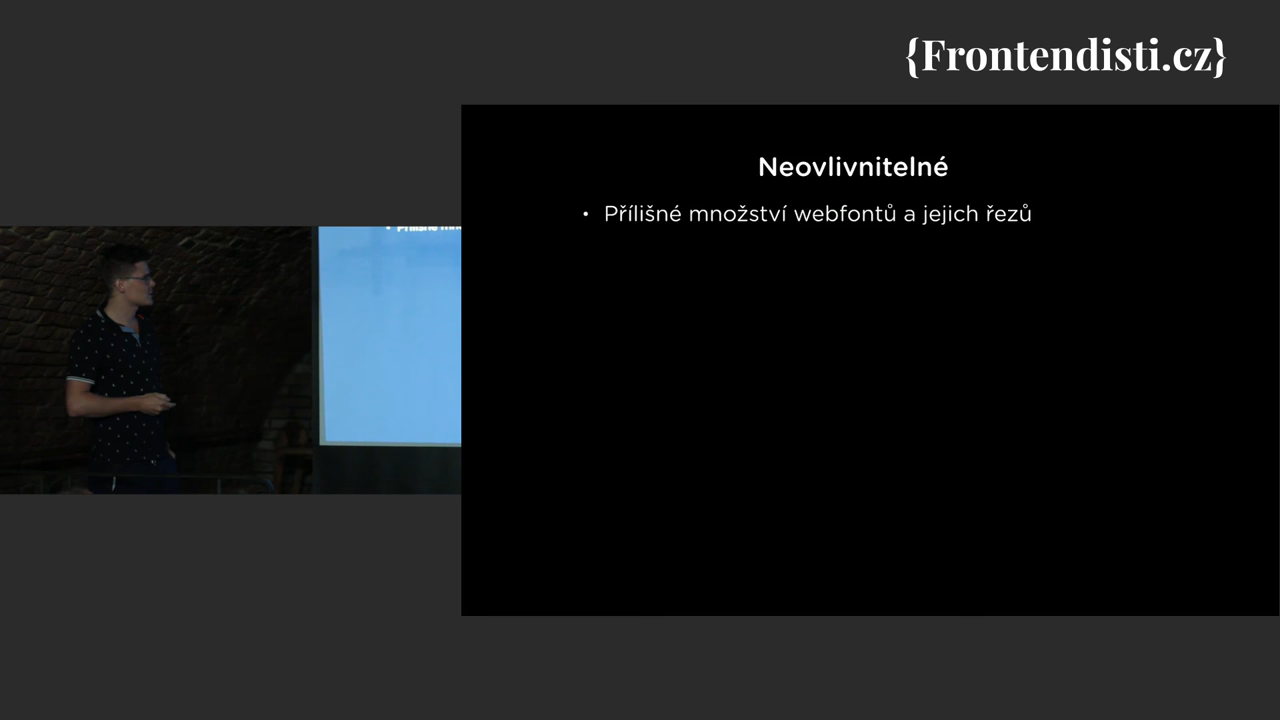 {Frontendisti.cz}
Neovlivnitelné
• Přílišné množství webfontů a jejich řezů